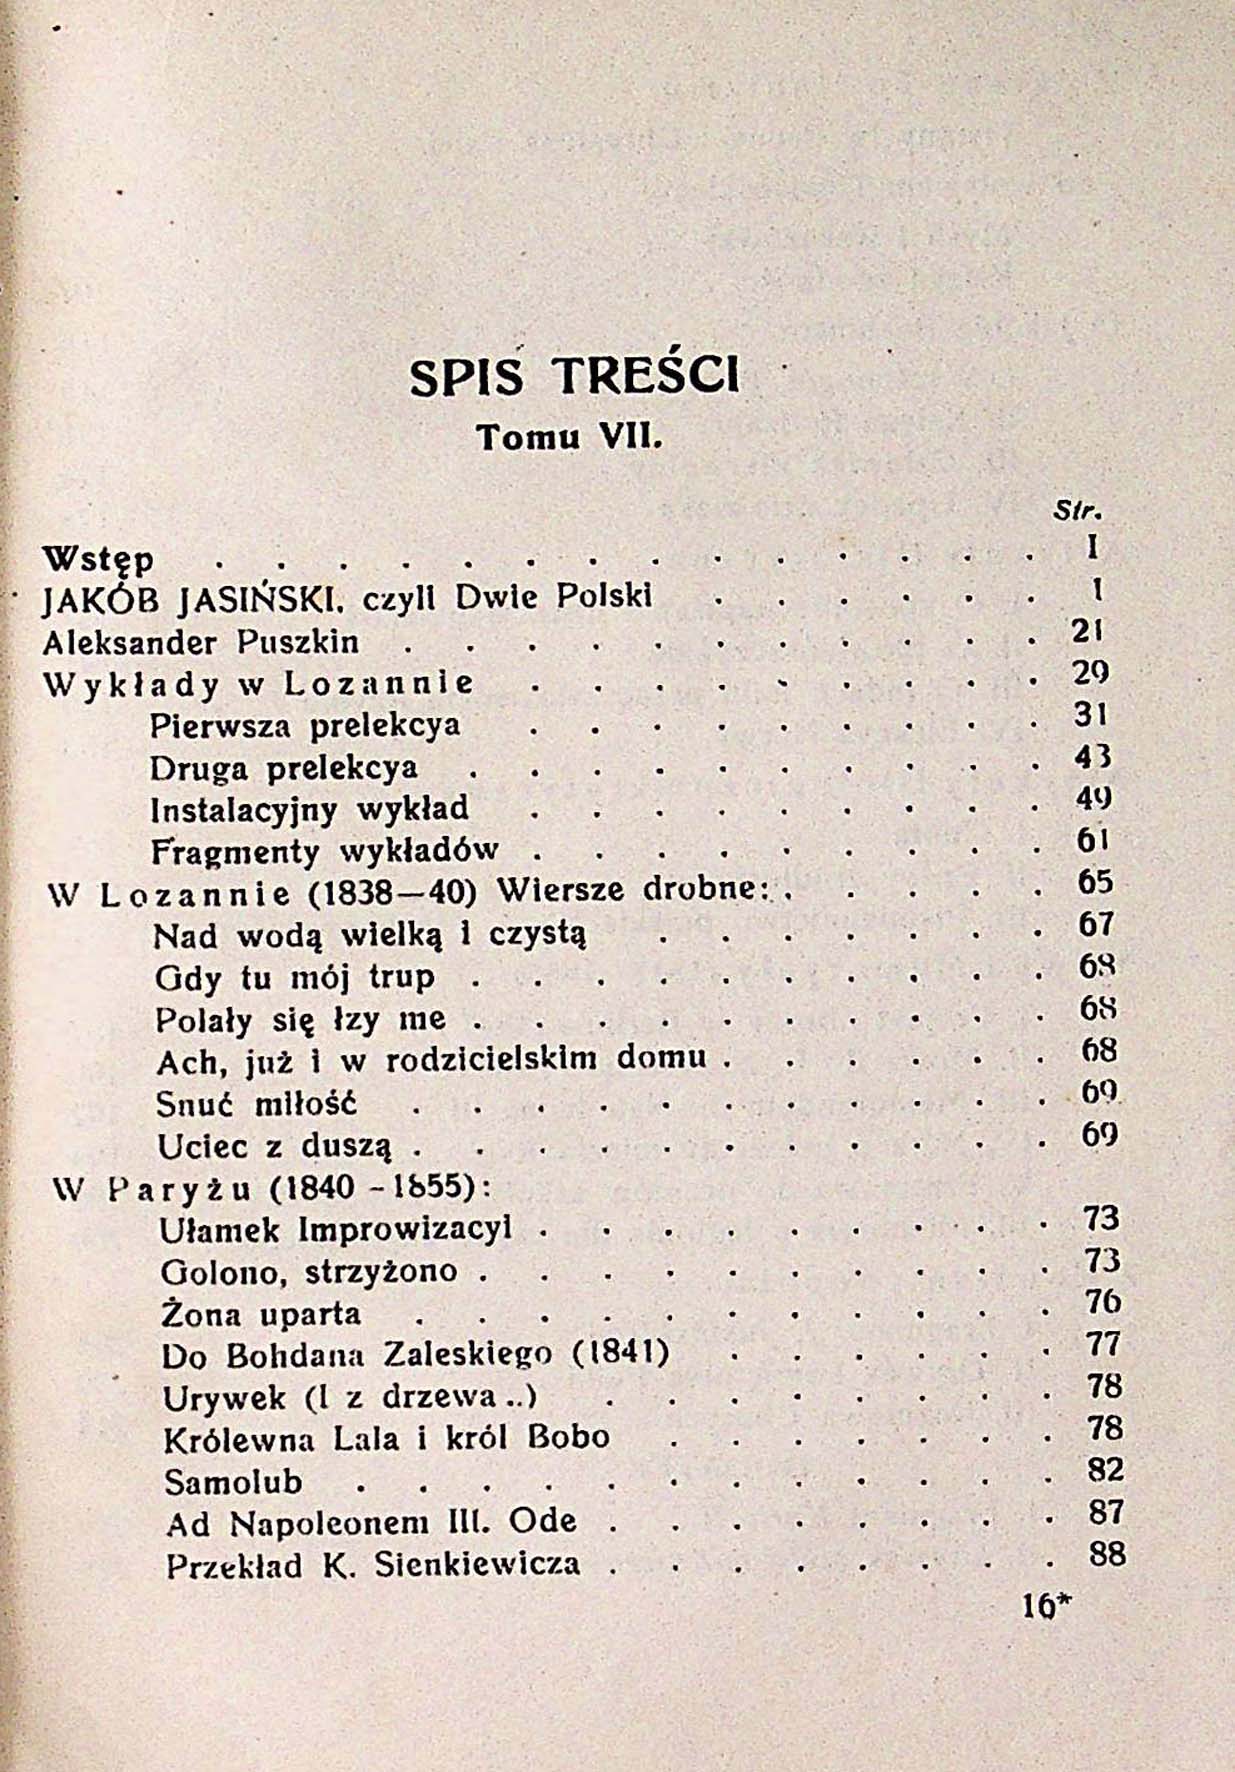 SPIS TREŚCI
Tomu VII.
Str.
Wstęp . . . . . . . . . . . . . . I
JAKÓB JASIŃSKI. czyli Dwie Polski . . . . . . 1
Aleksander Puszkin . . . . . . . . . . . 21
Wykłady w Lozannie . . . . . . . . . 29
Pierwsza prelekcya . . . . . . . . . 31
Druga prelekcya . . . . . . . . . . 43
Instalacyjny wykład . . . . . . . . . 49
Fragmenty wykładów . . . . . . . . . 61
W Lozannie (1838—40) Wiersze drobne: . . . . . 65
Nad wodą wielką i czystą . . . . . . . 67
Gdy tu mój trup . . . . . . . . . . 68
Polały się łzy me . . . . . . . . . . 68
Ach, już i w rodzicielskim domu . . . . . . 68
Snuć miłość . . . . . . . . . . . 69
Uciec z duszą . . . . . . . . . . . 69
W Paryżu (1840 - 1855):
Ułamek Improwizacyi . . . . . . . . . 73
Golono, strzyżono . . . . . . . . . . 73
Żona uparta . . . . . . . . . . . 76
Do Bohdana Zaleskiego (1841) . . . . . . 77
Urywek (I z drzewa ..) . . . . . . . . 78
Królewna Lala i król Bobo . . . . . . . 78
Samolub . . . . . . . . . . . . 82
Ad Napoleonem III. Ode . . . . . . . . 87
Przekład K. Sienkiewicza . . . . . . . . 88
16*